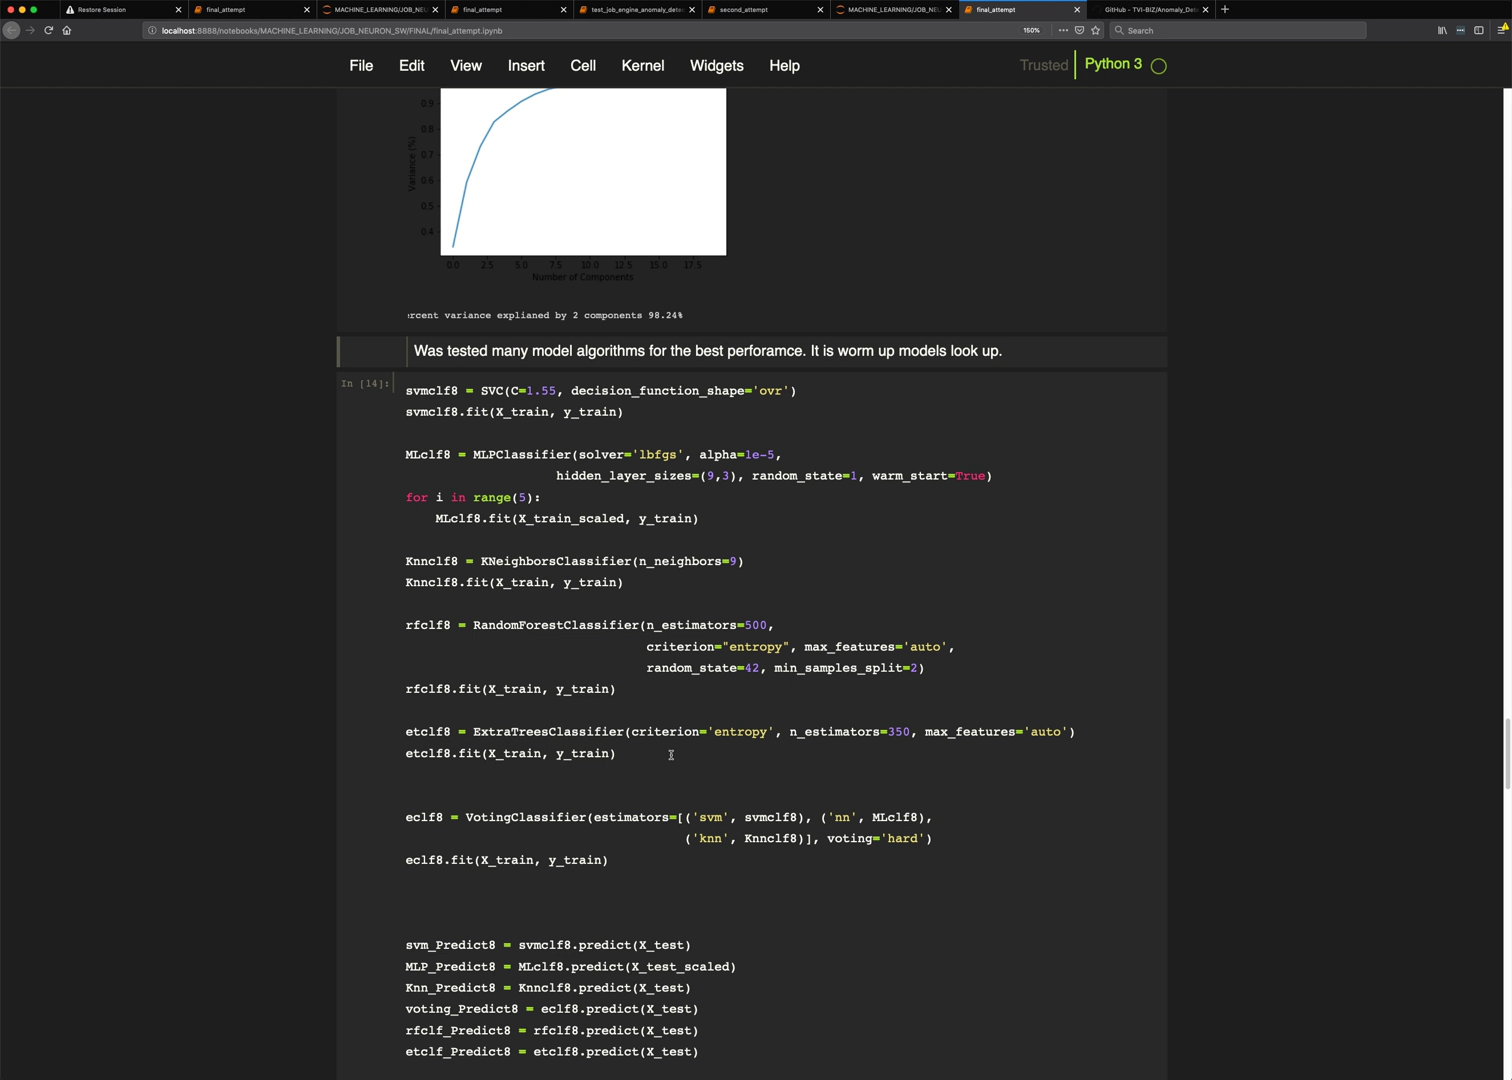 Restore Session
final_attempt
MACHINE_LEARNING/JOB_NEU
final_attempt
test_job_engine_anomaly_dete
second_attempt
MACHINE_LEARNING/JOB_NEU
final_attempt
GitHub - TVI-BIZ/Anomaly_De
localhost:8888/notebooks/MACHINE_LEARNING/JOB_NEURON_SW/FINAL/final_attempt.ipynb
150%
Search
File Edit View Insert Cell Kernel Widgets Help
Trusted
Python 3
0.9
0.8
0.7
0.6
0.5
0.4
Variance (%)
0.0 2.5 5.0 7.5 10.0 12.5 15.0 17.5
Number of Components
ercent variance explianed by 2 components 98.24%
Was tested many model algorithms for the best perforamce. It is worm up models look up.
In [14]:
svmclf8 = SVC(C=1.55, decision_function_shape='ovr')
svmclf8.fit(X_train, y_train)
MLclf8 = MLPClassifier(solver='lbfgs', alpha=1e-5,
hidden_layer_sizes=(9,3), random_state=1, warm_start=True)
for i in range(5):
MLclf8.fit(X_train_scaled, y_train)
Knnclf8 = KNeighborsClassifier(n_neighbors=9)
Knnclf8.fit(X_train, y_train)
rfclf8 = RandomForestClassifier(n_estimators=500,
criterion="entropy", max_features='auto',
random_state=42, min_samples_split=2)
rfclf8.fit(X_train, y_train)
etclf8 = ExtraTreesClassifier(criterion='entropy', n_estimators=350, max_features='auto')
etclf8.fit(X_train, y_train)
eclf8 = VotingClassifier(estimators=[('svm', svmclf8), ('nn', MLclf8),
('knn', Knnclf8)], voting='hard')
eclf8.fit(X_train, y_train)
svm_Predict8 = svmclf8.predict(X_test)
MLP_Predict8 = MLclf8.predict(X_test_scaled)
Knn_Predict8 = Knnclf8.predict(X_test)
voting_Predict8 = eclf8.predict(X_test)
rfclf_Predict8 = rfclf8.predict(X_test)
etclf_Predict8 = etclf8.predict(X_test)